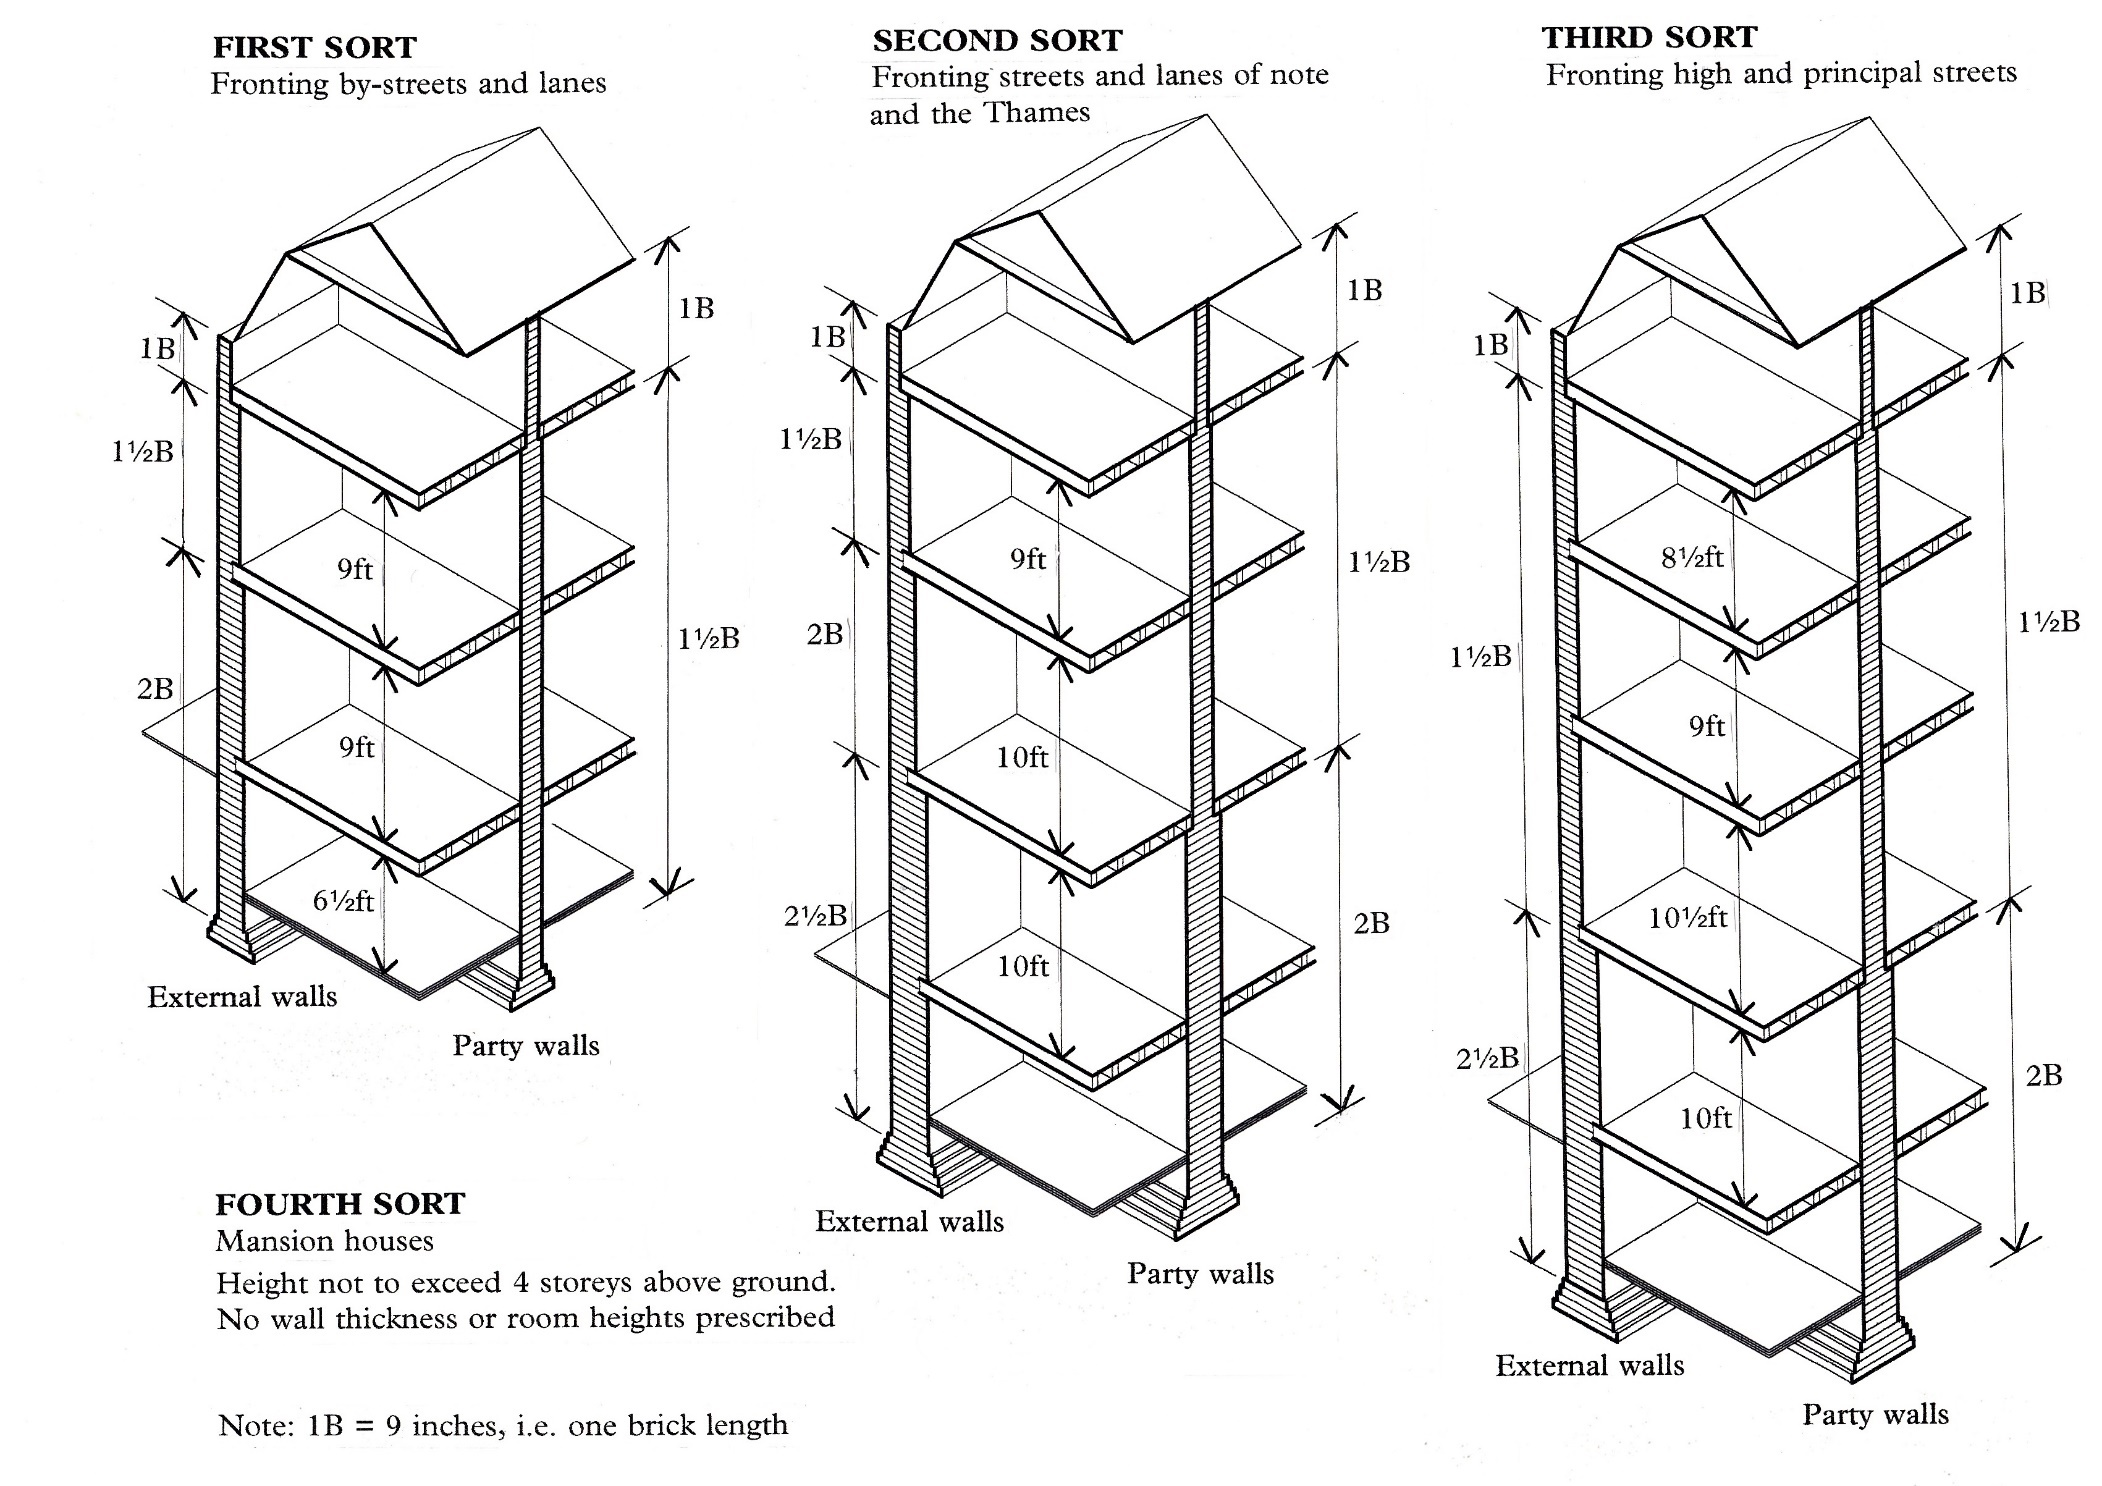 FIRST SORT
Fronting by-streets and lanes
1B
1B
1½B
9ft
1½B
2B
9ft
6½ft
External walls
Party walls
SECOND SORT
Fronting streets and lanes of note
and the Thames
1B
1B
1½B
9ft
1½B
2B
10ft
2½B
2B
10ft
External walls
Party walls
THIRD SORT
Fronting high and principal streets
1B
1B
8½ft
1½B
1½B
9ft
10½ft
2½B
2B
10ft
External walls
Party walls
FOURTH SORT
Mansion houses
Height not to exceed 4 storeys above ground.
No wall thickness or room heights prescribed
Note: 1B = 9 inches, i.e. one brick length